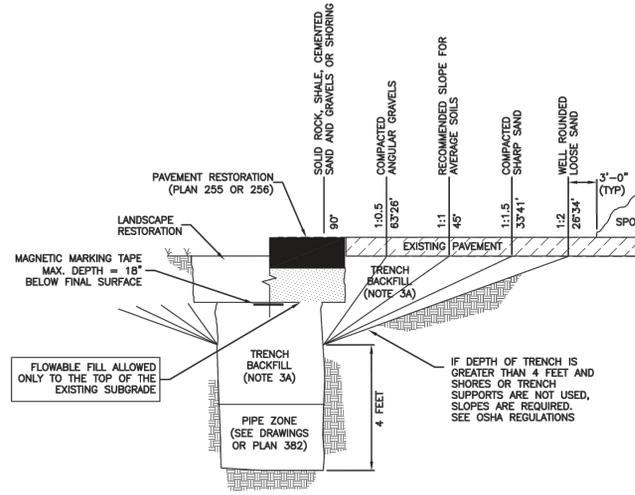 SOLID ROCK, SHALE, CEMENTED
SAND AND GRAVELS OR SHORING
90°
COMPACTED
ANGULAR GRAVELS
1:0.5
63°26'
RECOMMENDED SLOPE FOR
AVERAGE SOILS
1:1
45°
COMPACTED
SHARP SAND
1:1.5
33°41'
WELL ROUNDED
LOOSE SAND
1:2
26°34'
3'-0"
(TYP)
SPO
PAVEMENT RESTORATION
(PLAN 255 OR 256)
LANDSCAPE
RESTORATION
EXISTING PAVEMENT
MAGNETIC MARKING TAPE
MAX. DEPTH = 18"
BELOW FINAL SURFACE
TRENCH
BACKFILL
(NOTE 3A)
FLOWABLE FILL ALLOWED
ONLY TO THE TOP OF THE
EXISTING SUBGRADE
TRENCH
BACKFILL
(NOTE 3A)
4 FEET
IF DEPTH OF TRENCH IS
GREATER THAN 4 FEET AND
SHORES OR TRENCH
SUPPORTS ARE NOT USED,
SLOPES ARE REQUIRED.
SEE OSHA REGULATIONS
PIPE ZONE
(SEE DRAWINGS
OR PLAN 382)